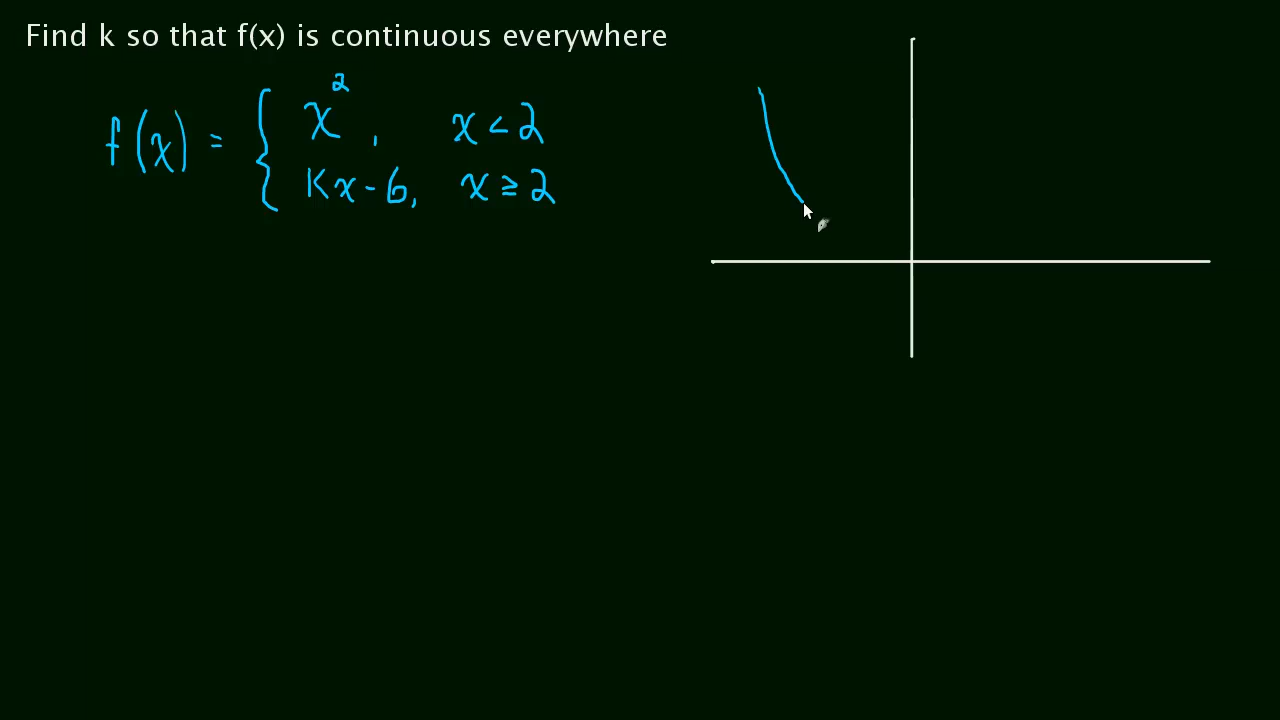 Find k so that f(x) is continuous everywhere
f(x) = { x², x < 2
kx - 6, x ≥ 2